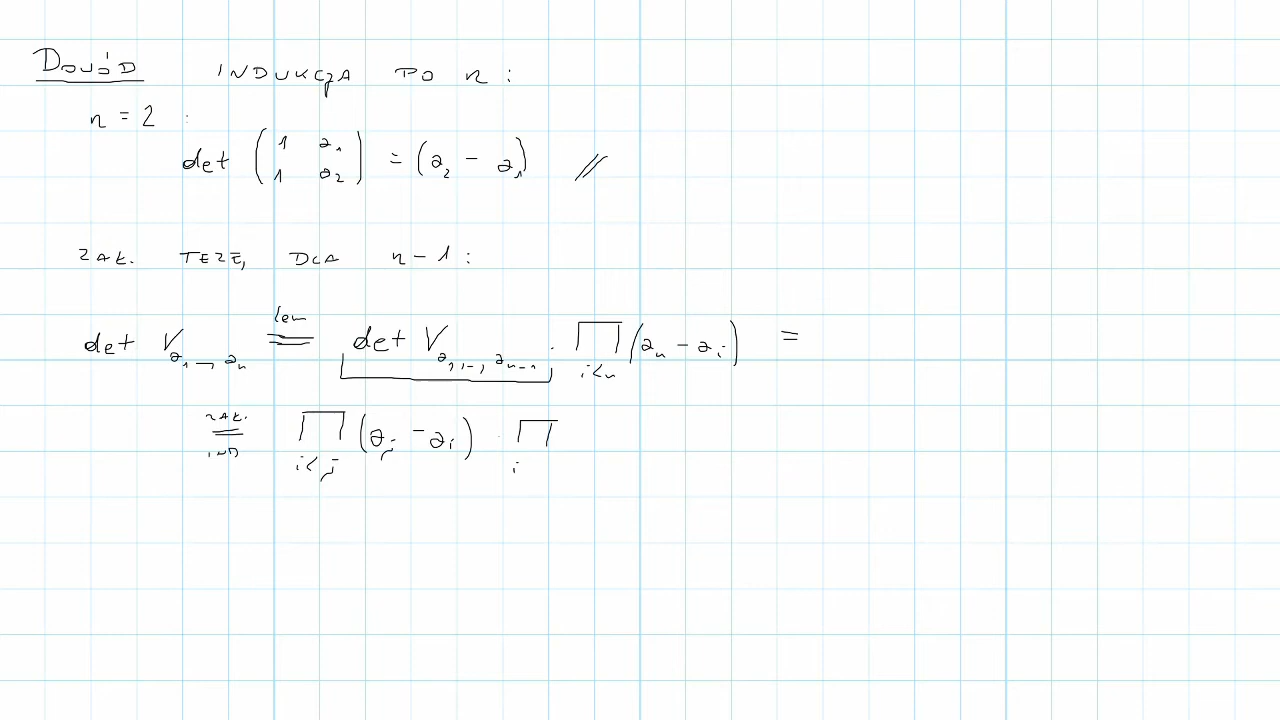 DOWÓD INDUKCJA PO n :
n = 2 :
det ( 1 a₁ ; 1 a₂ ) = (a₂ - a₁) //
ZAŁ. TEZĘ DLA n-1 :
det V_{a₁,...,aₙ} =^{lem} det V_{a₁,...,aₙ₋₁} · ∏_{i<n} (aₙ - aᵢ) =
=^{ZAŁ.}_{IND} ∏_{i<j} (aⱼ - aᵢ) · ∏_{i}